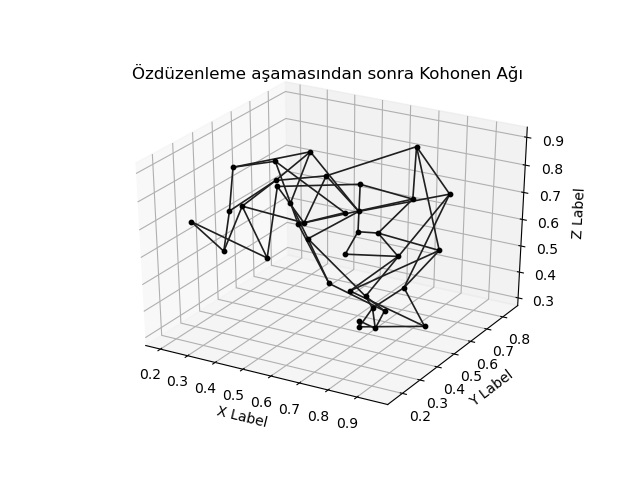 Özdüzenleme aşamasından sonra Kohonen Ağı
0.9
0.8
0.7
0.6
0.5
0.4
0.3
Z Label
0.2 0.3 0.4 0.5 0.6 0.7 0.8 0.9
X Label
0.2 0.3 0.4 0.5 0.6 0.7 0.8
Y Label